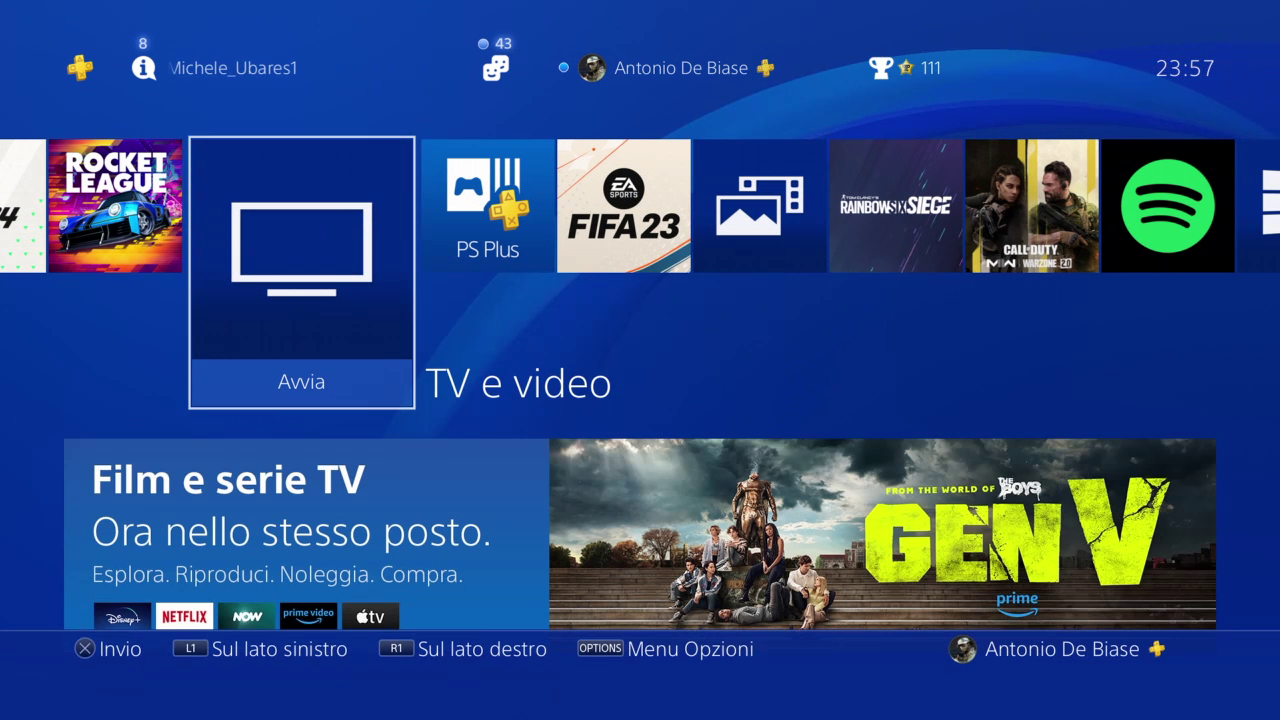 8
Michele_Ubares1
43
Antonio De Biase
111
23:57
4
ROCKET
LEAGUE
PS Plus
EA
SPORTS
FIFA 23
TOM CLANCY'S
RAINBOW SIX SIEGE
CALL OF DUTY
MWII WARZONE 2.0
Avvia
TV e video
Film e serie TV
Ora nello stesso posto.
Esplora. Riproduci. Noleggia. Compra.
Disney+
NETFLIX
NOW
prime video
tv
FROM THE WORLD OF THE BOYS
GEN V
prime
Invio
L1 Sul lato sinistro
R1 Sul lato destro
OPTIONS Menu Opzioni
Antonio De Biase